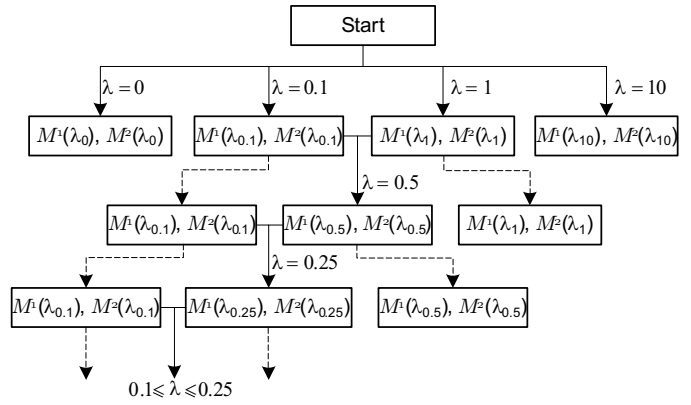 Start
λ = 0 λ = 0.1 λ = 1 λ = 10
M¹(λ₀), M²(λ₀) M¹(λ₀.₁), M²(λ₀.₁) M¹(λ₁), M²(λ₁) M¹(λ₁₀), M²(λ₁₀)
λ = 0.5
M¹(λ₀.₁), M²(λ₀.₁) M¹(λ₀.₅), M²(λ₀.₅) M¹(λ₁), M²(λ₁)
λ = 0.25
M¹(λ₀.₁), M²(λ₀.₁) M¹(λ₀.₂₅), M²(λ₀.₂₅) M¹(λ₀.₅), M²(λ₀.₅)
0.1⩽ λ ⩽0.25